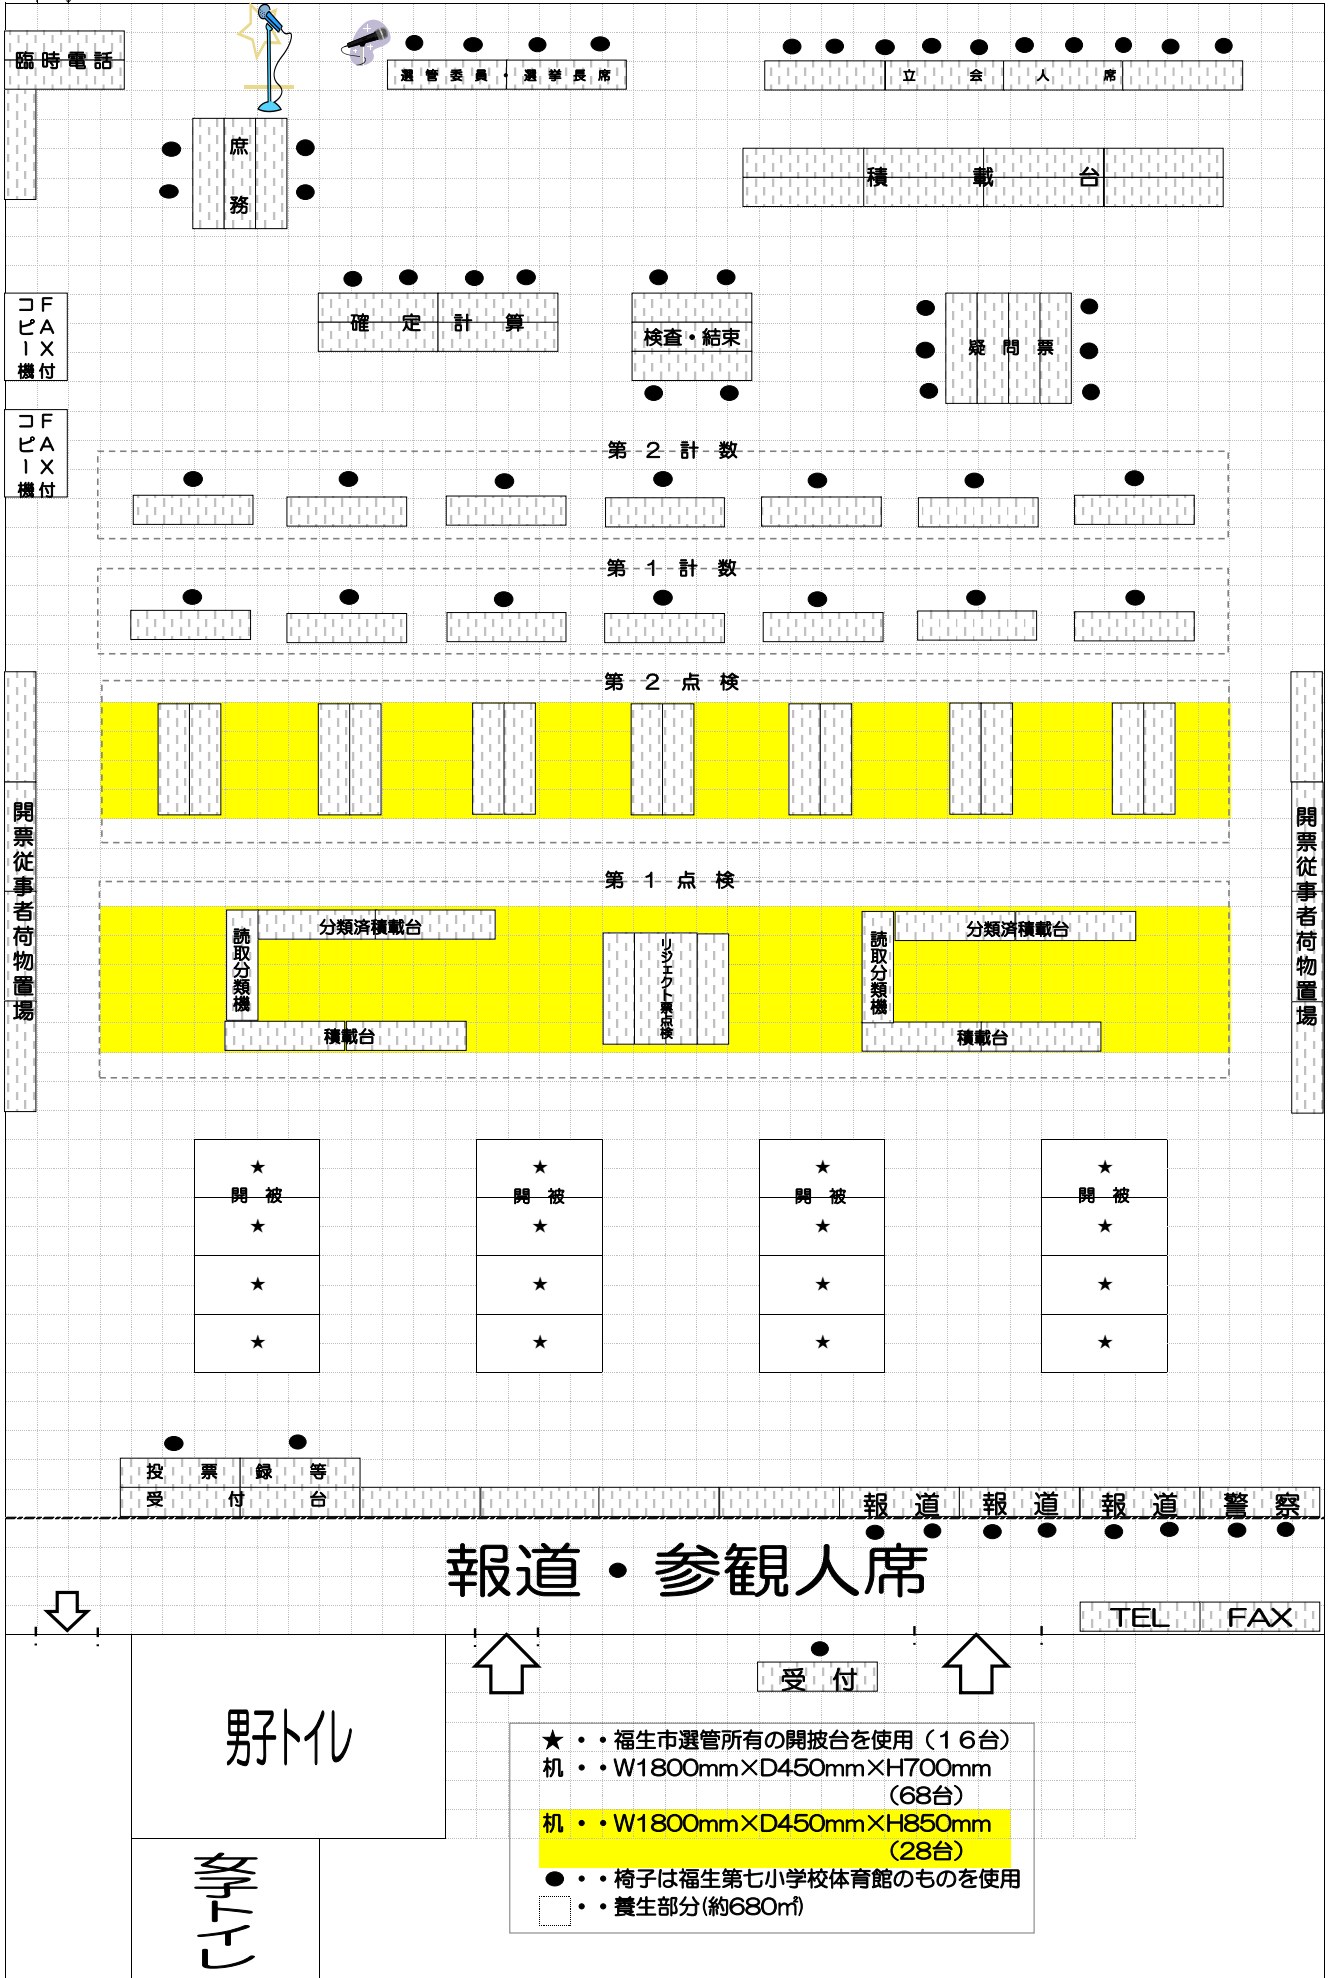 臨時電話
選管委員・選挙長席
立会人席
庶務
積載台
FAX付コピー機
確定計算
検査・結束
疑問票
FAX付コピー機
第2計数
第1計数
第2点検
開票従事者荷物置場
開票従事者荷物置場
第1点検
分類済積載台
読取分類機
積載台
リジェクト票点検
分類済積載台
読取分類機
積載台
★ ★ ★ ★
開被 開被 開被 開被
★ ★ ★ ★
★ ★ ★ ★
★ ★ ★ ★
投票録等
受付台
報道 報道 報道 警察
報道・参観人席
TEL FAX
受付
男子トイレ
女子トイレ
★・・福生市選管所有の開披台を使用（16台）
机・・W1800mm×D450mm×H700mm
（68台）
机・・W1800mm×D450mm×H850mm
（28台）
●・・椅子は福生第七小学校体育館のものを使用
・・養生部分(約680㎡)